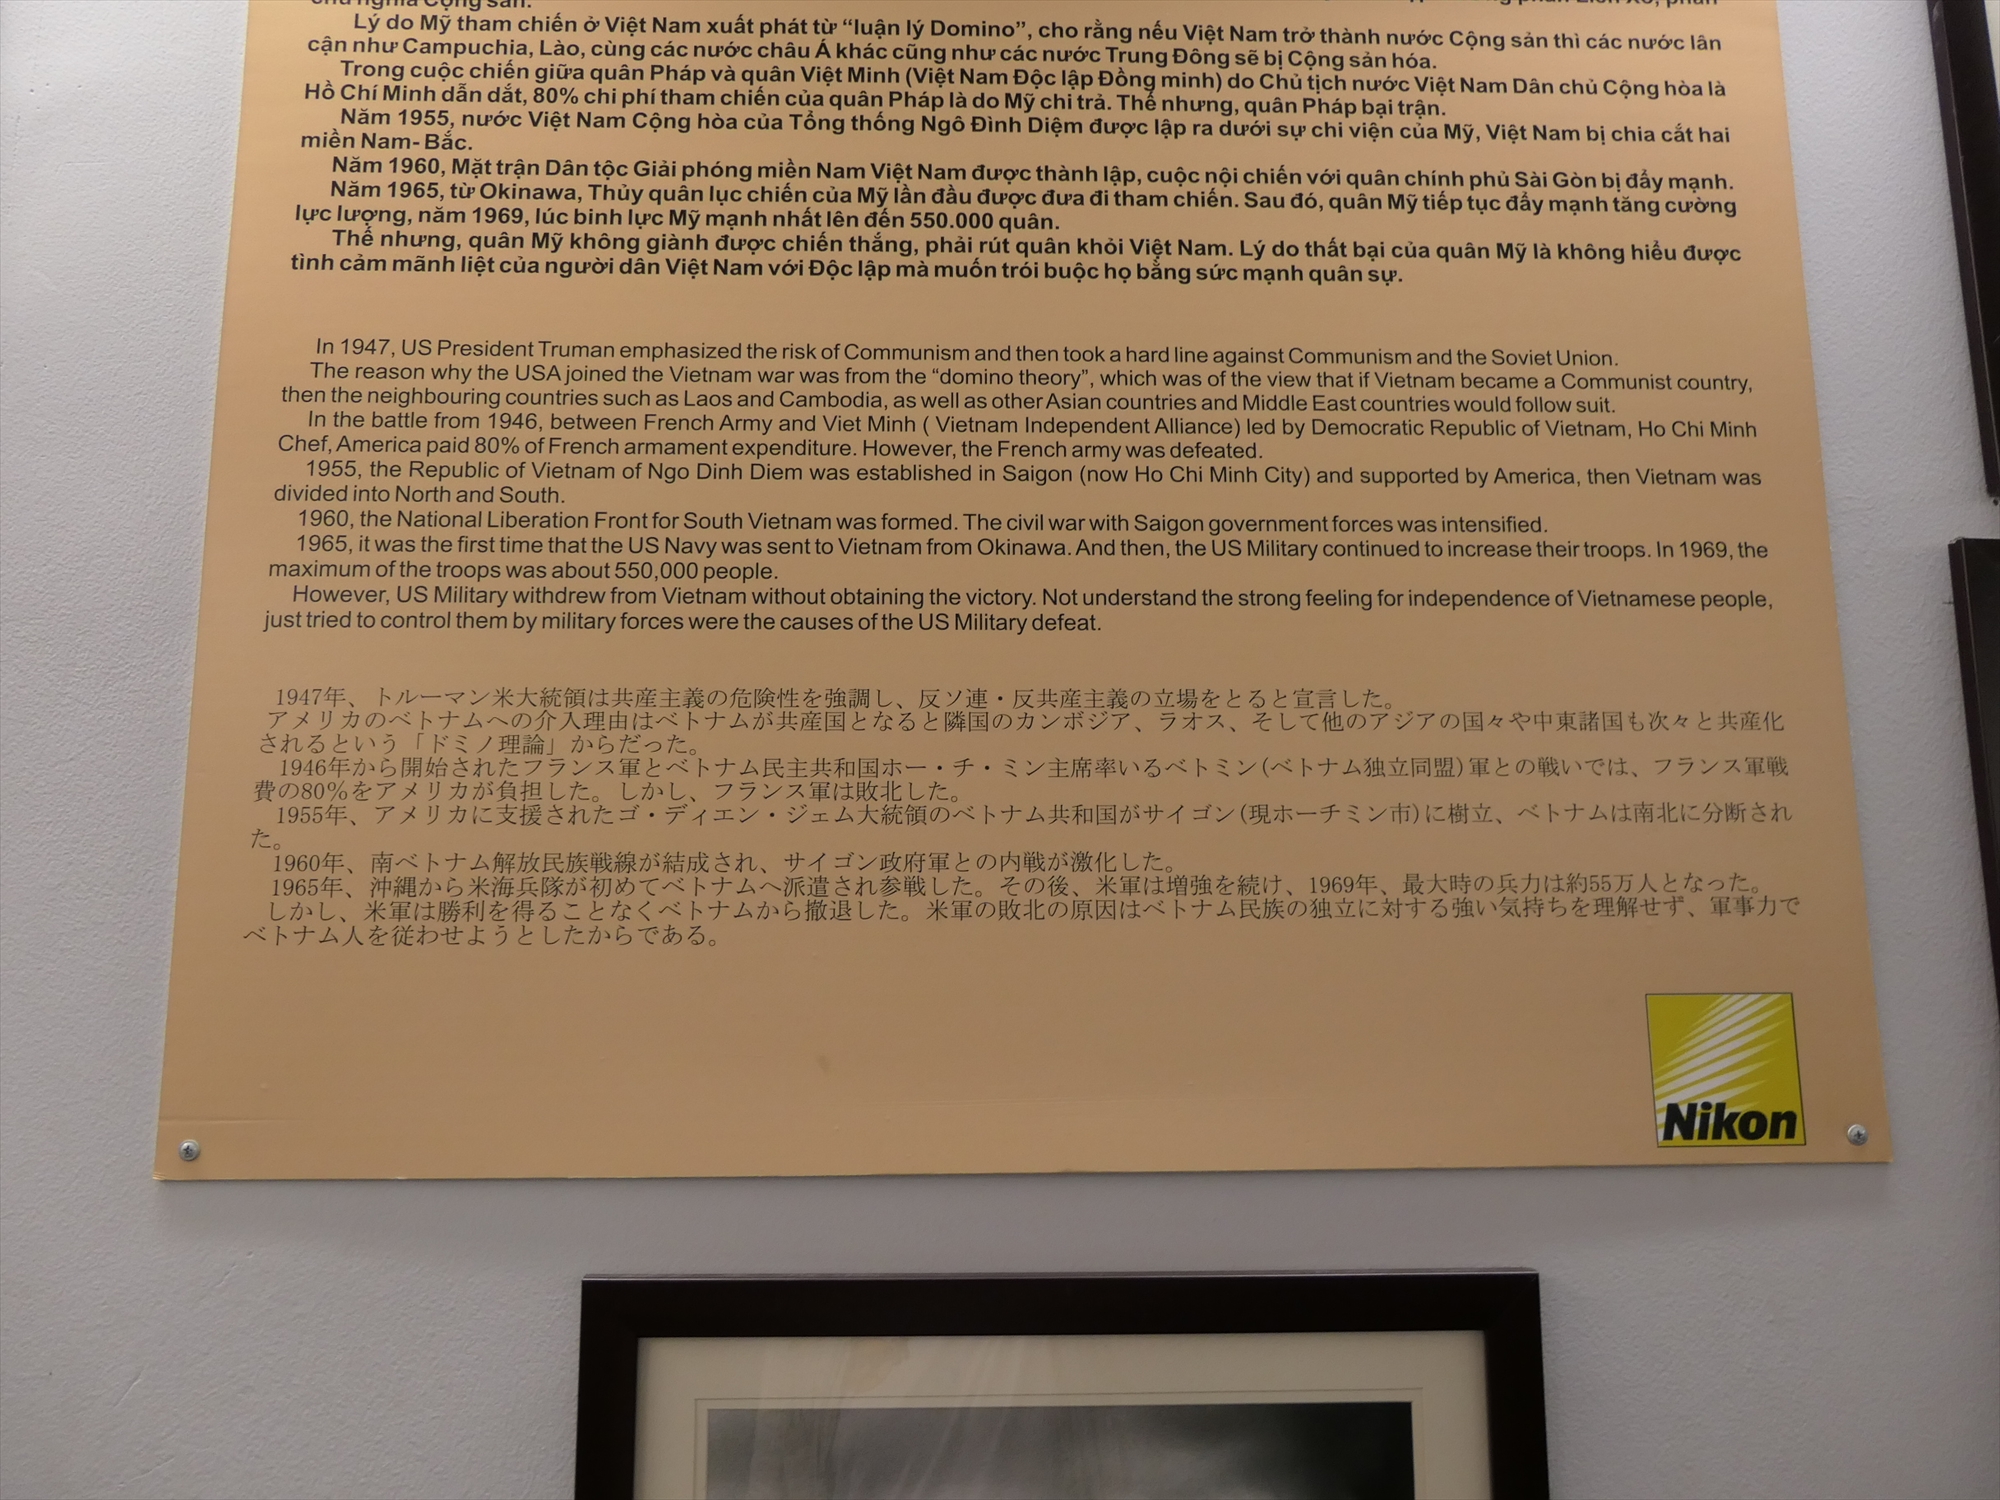 chủ nghĩa Cộng sản.
Lý do Mỹ tham chiến ở Việt Nam xuất phát từ “luận lý Domino”, cho rằng nếu Việt Nam trở thành nước Cộng sản thì các nước lân
cận như Campuchia, Lào, cùng các nước châu Á khác cũng như các nước Trung Đông sẽ bị Cộng sản hóa.
Trong cuộc chiến giữa quân Pháp và quân Việt Minh (Việt Nam Độc lập Đồng minh) do Chủ tịch nước Việt Nam Dân chủ Cộng hòa là
Hồ Chí Minh dẫn dắt, 80% chi phí tham chiến của quân Pháp là do Mỹ chi trả. Thế nhưng, quân Pháp bại trận.
Năm 1955, nước Việt Nam Cộng hòa của Tổng thống Ngô Đình Diệm được lập ra dưới sự chi viện của Mỹ, Việt Nam bị chia cắt hai
miền Nam- Bắc.
Năm 1960, Mặt trận Dân tộc Giải phóng miền Nam Việt Nam được thành lập, cuộc nội chiến với quân chính phủ Sài Gòn bị đẩy mạnh.
Năm 1965, từ Okinawa, Thủy quân lục chiến của Mỹ lần đầu được đưa đi tham chiến. Sau đó, quân Mỹ tiếp tục đẩy mạnh tăng cường
lực lượng, năm 1969, lúc binh lực Mỹ mạnh nhất lên đến 550.000 quân.
Thế nhưng, quân Mỹ không giành được chiến thắng, phải rút quân khỏi Việt Nam. Lý do thất bại của quân Mỹ là không hiểu được
tình cảm mãnh liệt của người dân Việt Nam với Độc lập mà muốn trói buộc họ bằng sức mạnh quân sự.
In 1947, US President Truman emphasized the risk of Communism and then took a hard line against Communism and the Soviet Union.
The reason why the USA joined the Vietnam war was from the “domino theory”, which was of the view that if Vietnam became a Communist country,
then the neighbouring countries such as Laos and Cambodia, as well as other Asian countries and Middle East countries would follow suit.
In the battle from 1946, between French Army and Viet Minh ( Vietnam Independent Alliance) led by Democratic Republic of Vietnam, Ho Chi Minh
Chef, America paid 80% of French armament expenditure. However, the French army was defeated.
1955, the Republic of Vietnam of Ngo Dinh Diem was established in Saigon (now Ho Chi Minh City) and supported by America, then Vietnam was
divided into North and South.
1960, the National Liberation Front for South Vietnam was formed. The civil war with Saigon government forces was intensified.
1965, it was the first time that the US Navy was sent to Vietnam from Okinawa. And then, the US Military continued to increase their troops. In 1969, the
maximum of the troops was about 550,000 people.
However, US Military withdrew from Vietnam without obtaining the victory. Not understand the strong feeling for independence of Vietnamese people,
just tried to control them by military forces were the causes of the US Military defeat.
1947年、トルーマン米大統領は共産主義の危険性を強調し、反ソ連・反共産主義の立場をとると宣言した。
アメリカのベトナムへの介入理由はベトナムが共産国となると隣国のカンボジア、ラオス、そして他のアジアの国々や中東諸国も次々と共産化
されるという「ドミノ理論」からだった。
1946年から開始されたフランス軍とベトナム民主共和国ホー・チ・ミン主席率いるベトミン(ベトナム独立同盟)軍との戦いでは、フランス軍戦
費の80%をアメリカが負担した。しかし、フランス軍は敗北した。
1955年、アメリカに支援されたゴ・ディエン・ジェム大統領のベトナム共和国がサイゴン(現ホーチミン市)に樹立、ベトナムは南北に分断され
た。
1960年、南ベトナム解放民族戦線が結成され、サイゴン政府軍との内戦が激化した。
1965年、沖縄から米海兵隊が初めてベトナムへ派遣され参戦した。その後、米軍は増強を続け、1969年、最大時の兵力は約55万人となった。
しかし、米軍は勝利を得ることなくベトナムから撤退した。米軍の敗北の原因はベトナム民族の独立に対する強い気持ちを理解せず、軍事力で
ベトナム人を従わせようとしたからである。
Nikon